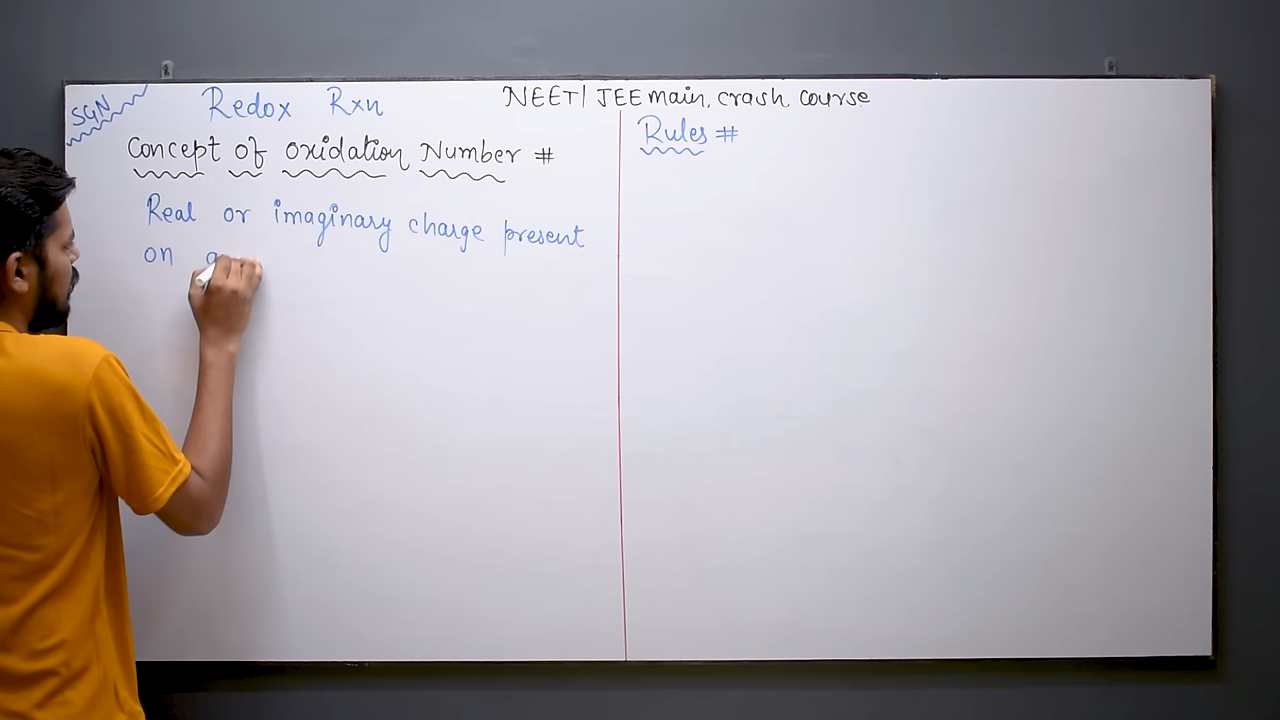 SGN
Redox Rxn
NEET/ JEE main, crash course
Concept of oxidation Number #
Real or imaginary charge present
on a
Rules #